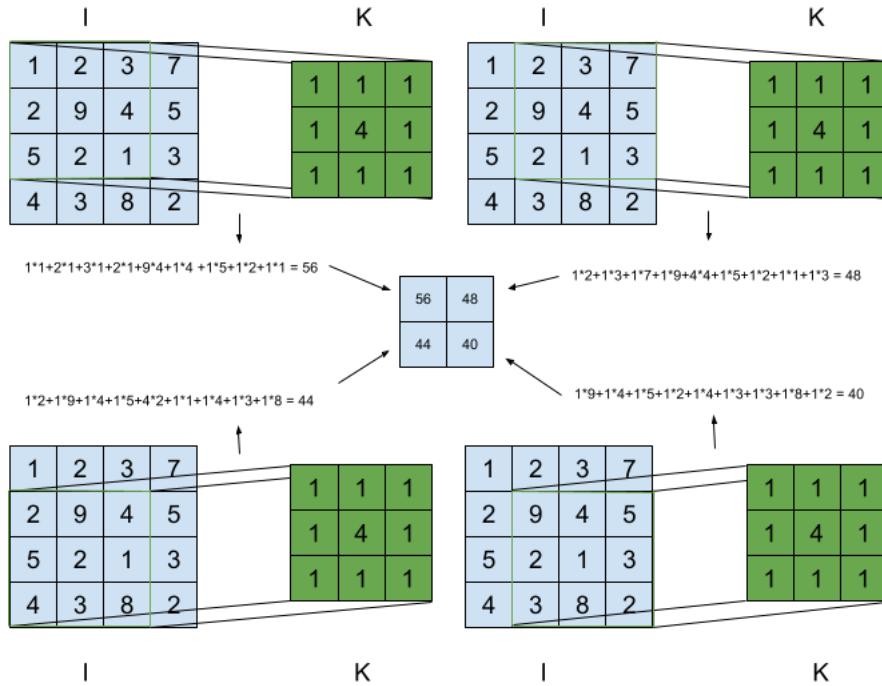 I K I K
1 2 3 7
2 9 4 5
5 2 1 3
4 3 8 2
1 1 1
1 4 1
1 1 1
1 2 3 7
2 9 4 5
5 2 1 3
4 3 8 2
1 1 1
1 4 1
1 1 1
1*1+2*1+3*1+2*1+9*4+1*4 +1*5+1*2+1*1 = 56
1*2+1*3+1*7+1*9+4*4+1*5+1*2+1*1+1*3 = 48
56 48
44 40
1*2+1*9+1*4+1*5+4*2+1*1+1*4+1*3+1*8 = 44
1*9+1*4+1*5+1*2+1*4+1*3+1*3+1*8+1*2 = 40
1 2 3 7
2 9 4 5
5 2 1 3
4 3 8 2
1 1 1
1 4 1
1 1 1
1 2 3 7
2 9 4 5
5 2 1 3
4 3 8 2
1 1 1
1 4 1
1 1 1
I K I K